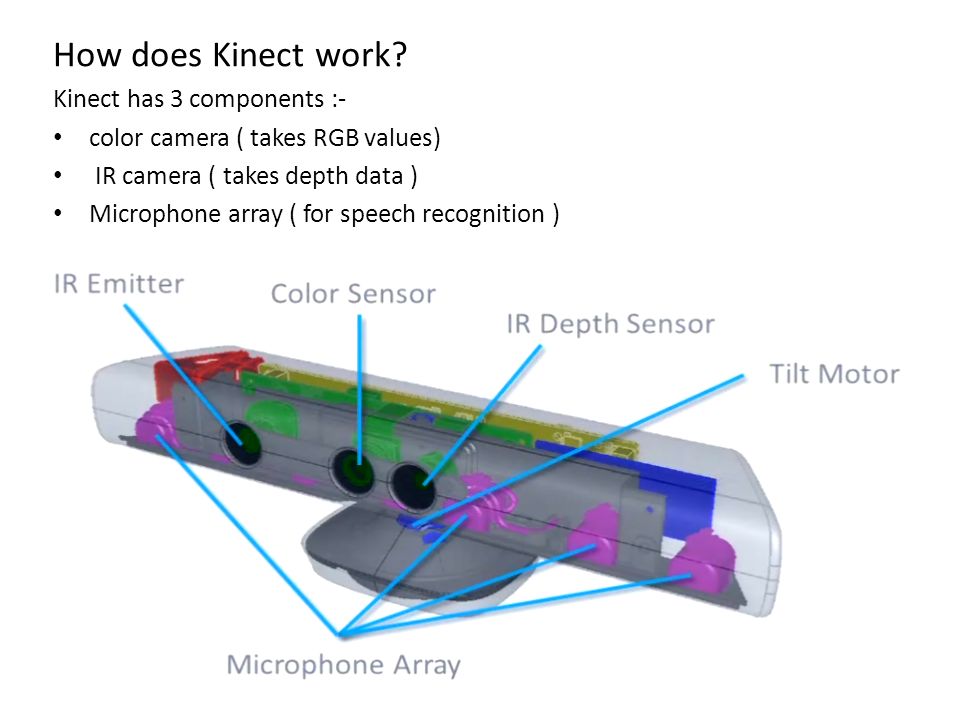 How does Kinect work?
Kinect has 3 components :-
• color camera ( takes RGB values)
• IR camera ( takes depth data )
• Microphone array ( for speech recognition )
IR Emitter
Color Sensor
IR Depth Sensor
Tilt Motor
Microphone Array